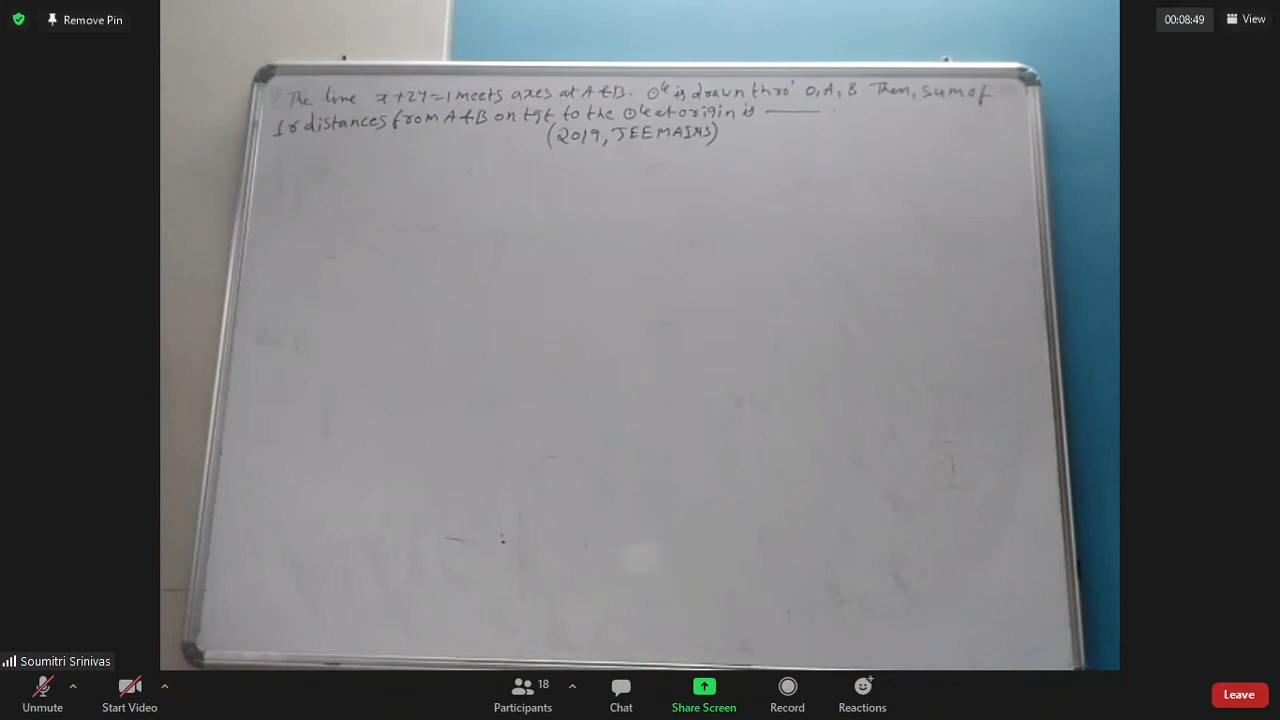 Remove Pin
00:08:49
View
The line x+2y=1 meets axes at A & B. ⊙le is drawn thro' O, A, B. Then, sum of
⊥r distances from A & B on tgt to the ⊙le at origin is ———
(2019, JEEMAINS)
Soumitri Srinivas
Unmute
Start Video
Participants
18
Chat
Share Screen
Record
Reactions
Leave